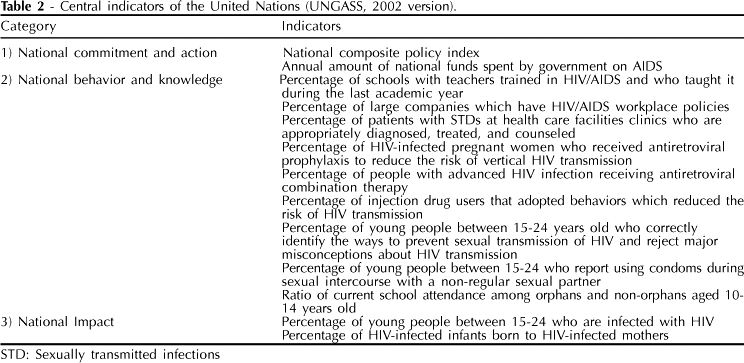 Table 2 - Central indicators of the United Nations (UNGASS, 2002 version).
Category Indicators
1) National commitment and action National composite policy index
Annual amount of national funds spent by government on AIDS
2) National behavior and knowledge Percentage of schools with teachers trained in HIV/AIDS and who taught it
during the last academic year
Percentage of large companies which have HIV/AIDS workplace policies
Percentage of patients with STDs at health care facilities clinics who are
appropriately diagnosed, treated, and counseled
Percentage of HIV-infected pregnant women who received antiretroviral
prophylaxis to reduce the risk of vertical HIV transmission
Percentage of people with advanced HIV infection receiving antiretroviral
combination therapy
Percentage of injection drug users that adopted behaviors which reduced the
risk of HIV transmission
Percentage of young people between 15-24 years old who correctly
identify the ways to prevent sexual transmission of HIV and reject major
misconceptions about HIV transmission
Percentage of young people between 15-24 who report using condoms during
sexual intercourse with a non-regular sexual partner
Ratio of current school attendance among orphans and non-orphans aged 10-
14 years old
3) National Impact Percentage of young people between 15-24 who are infected with HIV
Percentage of HIV-infected infants born to HIV-infected mothers
STD: Sexually transmitted infections